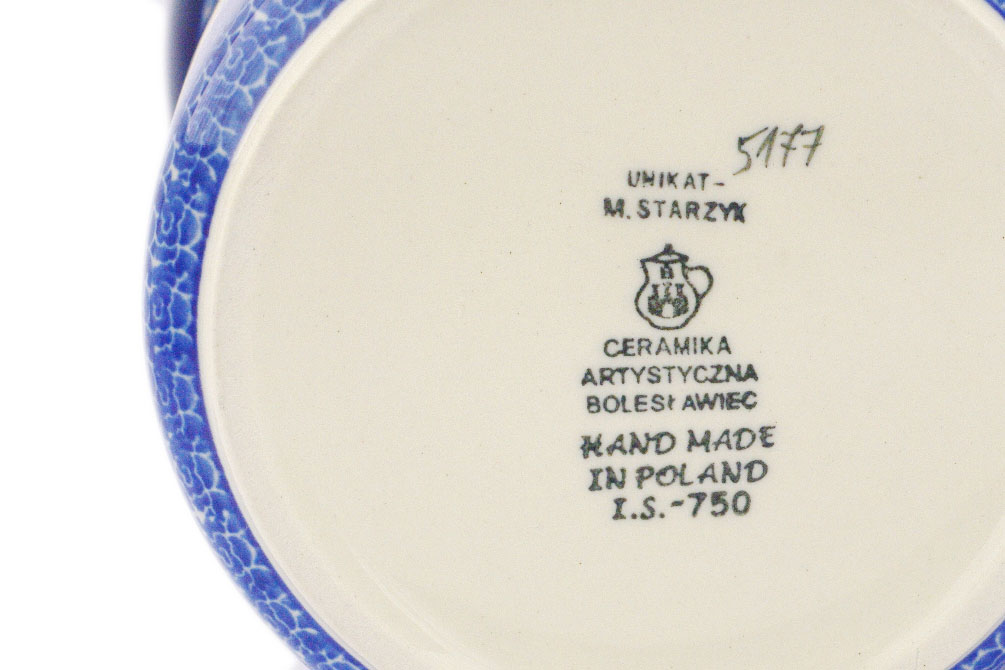 5177
UNIKAT-
M. STARZYK
CERAMIKA
ARTYSTYCZNA
BOLESŁAWIEC
HAND MADE
IN POLAND
I.S.-750